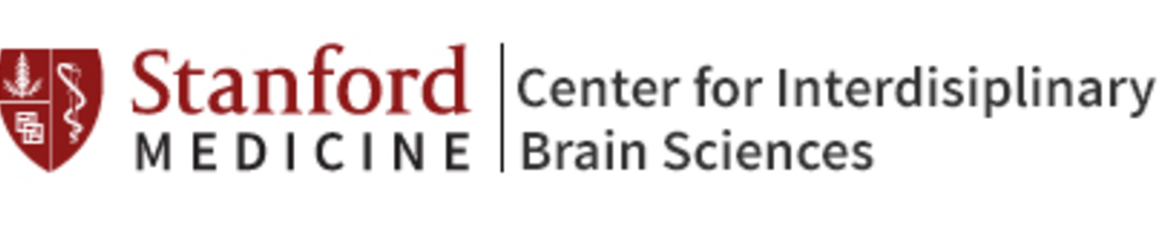 Stanford
MEDICINE
Center for Interdisiplinary
Brain Sciences